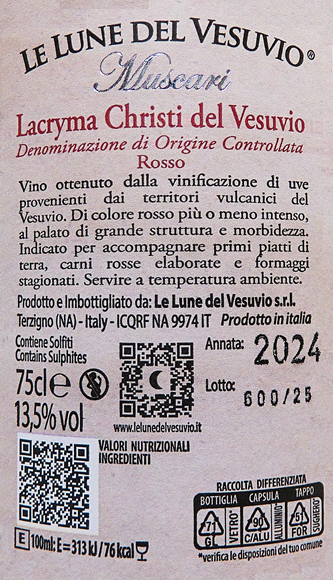 LE LUNE DEL VESUVIO®
Muscari
Lacryma Christi del Vesuvio
Denominazione di Origine Controllata
Rosso
Vino ottenuto dalla vinificazione di uve
provenienti dai territori vulcanici del
Vesuvio. Di colore rosso più o meno intenso,
al palato di grande struttura e morbidezza.
Indicato per accompagnare primi piatti di
terra, carni rosse elaborate e formaggi
stagionati. Servire a temperatura ambiente.
Prodotto e Imbottigliato da: Le Lune del Vesuvio s.r.l.
Terzigno (NA) - Italy - ICQRF NA 9974 IT Prodotto in italia
Contiene Solfiti
Contains Sulphites
75cl e
13,5% vol
www.lelunedelvesuvio.it
Annata: 2024
Lotto: 600/25
VALORI NUTRIZIONALI
INGREDIENTI
E 100ml: E = 313 kJ / 76 kcal
RACCOLTA DIFFERENZIATA
BOTTIGLIA CAPSULA TAPPO
71 GL VETRO* 90 C/ALU ALLUMINIO* 51 FOR SUGHERO*
*verifica le disposizioni del tuo comune